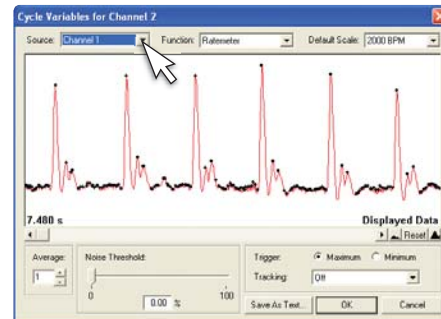 Cycle Variables for Channel 2
Source: Channel 1 Function: Ratemeter Default Scale: 2000 BPM
7.480 s Displayed Data
Reset
Average: Noise Threshold: Trigger: Maximum Minimum
1 Tracking: Off
0 100
0.00 %
Save As Text... OK Cancel